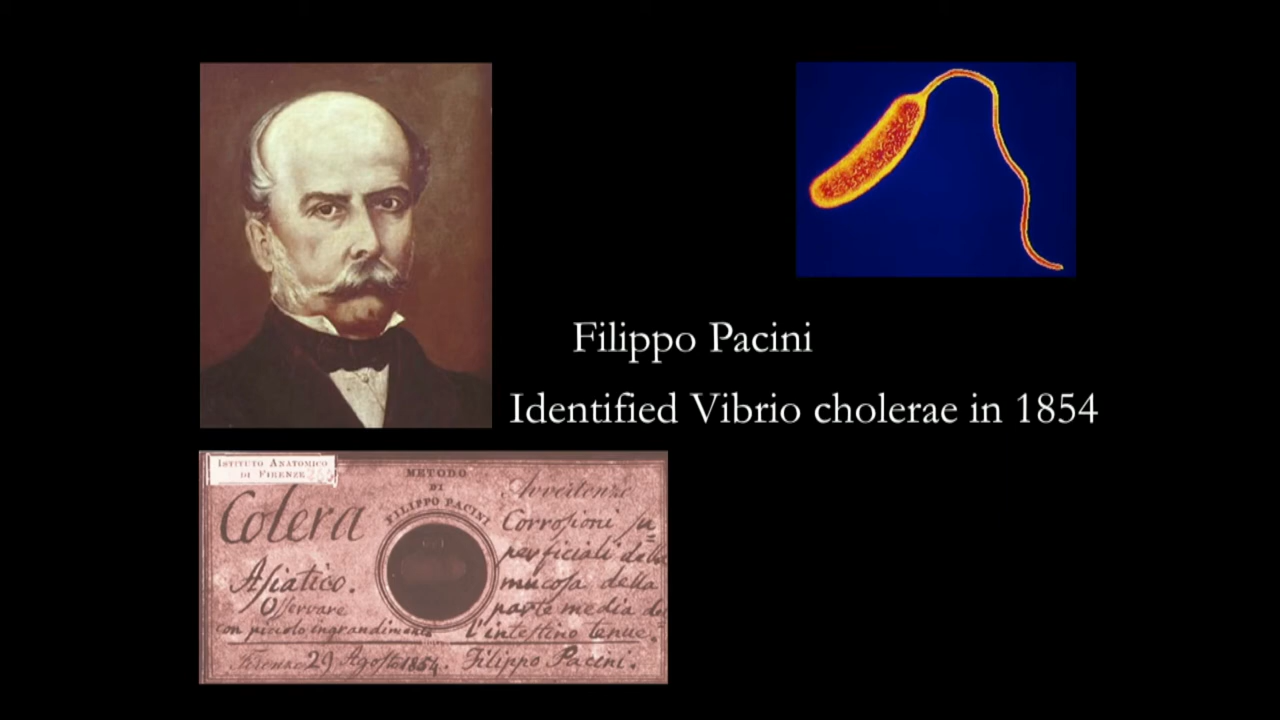 Filippo Pacini
Identified Vibrio cholerae in 1854
ISTITUTO ANATOMICO
DI FIRENZE
METODO
DI
FILIPPO PACINI
Colera
Asiatico.
Osservare
con piccolo ingrandimento
Avvertenze
Corrosioni su
perficiali della
mucosa della
parte media del
l'intestino tenue.
Firenze 29 Agosto 1854. Filippo Pacini.